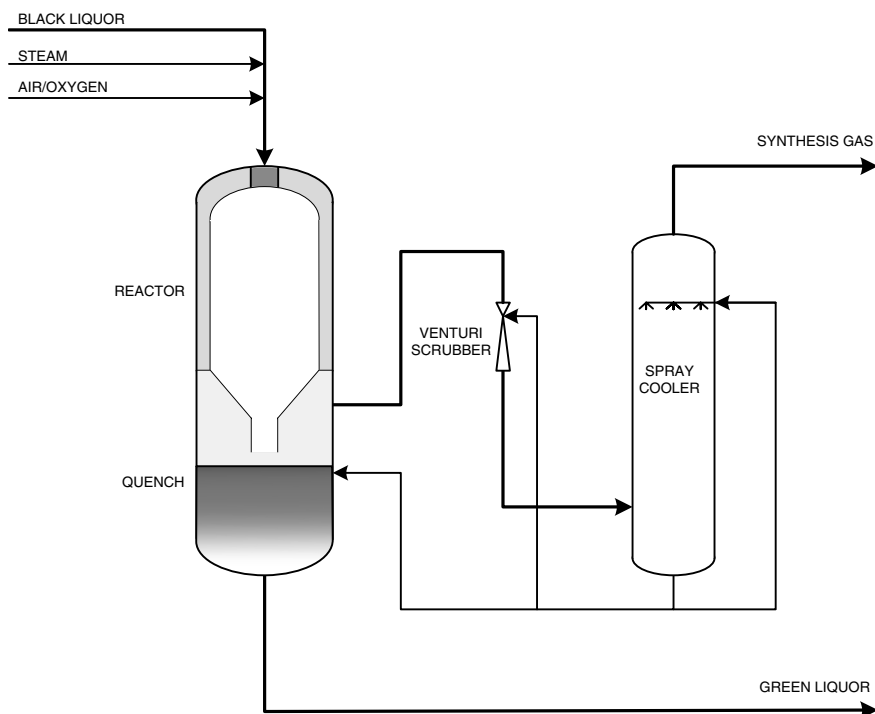 BLACK LIQUOR
STEAM
AIR/OXYGEN
SYNTHESIS GAS
REACTOR
VENTURI
SCRUBBER
SPRAY
COOLER
QUENCH
GREEN LIQUOR